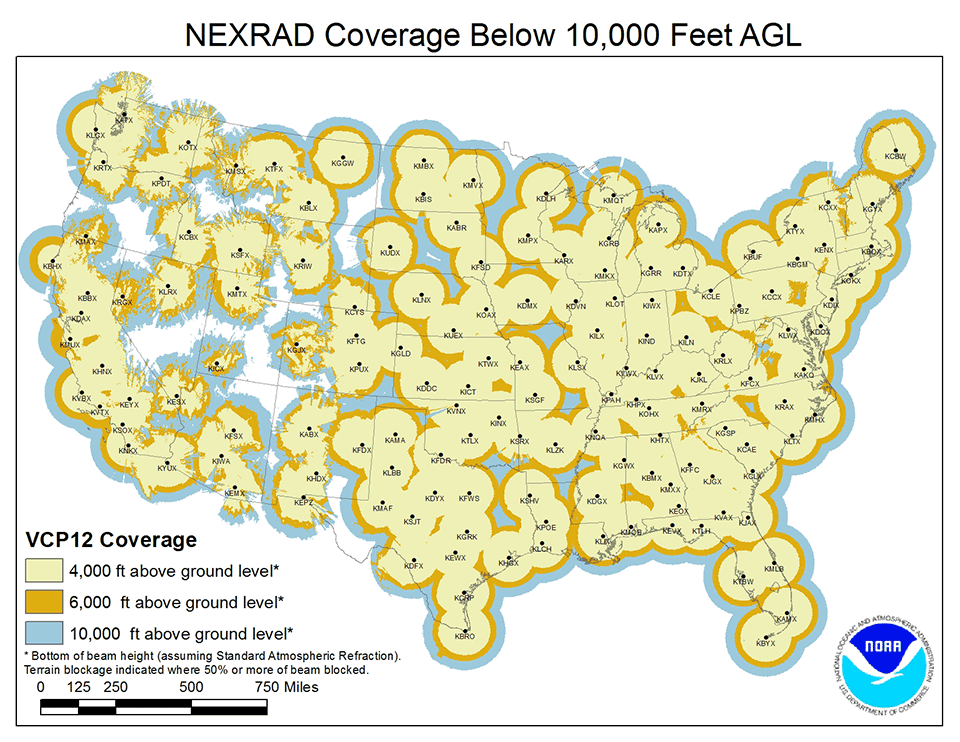 NEXRAD Coverage Below 10,000 Feet AGL
KATX
KLGX
KOTX
KRTX
KPDT
KMSX
KTFX
KGGW
KBLX
KMBX
KMVX
KBIS
KABR
KDLH
KMQT
KMPX
KGRB
KAPX
KCBW
KCXX
KGYX
KTYX
KENX
KBOX
KBUF
KBGM
KOKX
KMAX
KBHX
KCBX
KSFX
KRIW
KUDX
KFSD
KARX
KMKX
KGRR
KDTX
KCLE
KPBZ
KCCX
KDIX
KBBX
KRGX
KLRX
KMTX
KCYS
KLNX
KOAX
KDMX
KDVN
KLOT
KIWX
KDAX
KMUX
KHNX
KICX
KGJX
KFTG
KGLD
KUEX
KILX
KIND
KILN
KLWX
KDOX
KPUX
KDDC
KICT
KTWX
KEAX
KLSX
KVWX
KLVX
KJKL
KRLX
KFCX
KAKQ
KVBX
KVTX
KEYX
KESX
KVNX
KSGF
KPAH
KHPX
KOHX
KMRX
KRAX
KMHX
KSOX
KNKX
KYUX
KFSX
KIWA
KEMX
KABX
KHDX
KEPZ
KFDX
KAMA
KLBB
KTLX
KFDR
KINX
KSRX
KLZK
KNQA
KHTX
KGSP
KCAE
KLTX
KMAF
KDYX
KFWS
KSJT
KGRK
KSHV
KPOE
KLCH
KDGX
KGWX
KBMX
KFFC
KMXX
KJGX
KCLX
KDFX
KEWX
KHGX
KLIX
KMOB
KEVX
KEOX
KTLH
KVAX
KJAX
KCRP
KBRO
KMLB
KTBW
KAMX
KBYX
VCP12 Coverage
4,000 ft above ground level*
6,000 ft above ground level*
10,000 ft above ground level*
* Bottom of beam height (assuming Standard Atmospheric Refraction).
Terrain blockage indicated where 50% or more of beam blocked.
0 125 250 500 750 Miles
NATIONAL OCEANIC AND ATMOSPHERIC ADMINISTRATION
NOAA
U.S. DEPARTMENT OF COMMERCE